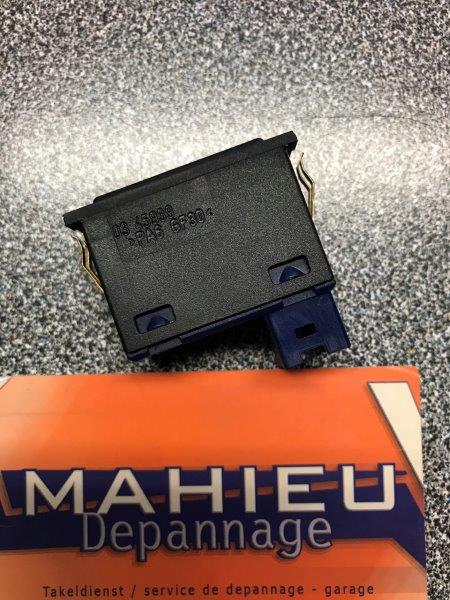 >PA6 GF30<
MAHIEU
Depannage
Takeldienst / service de depannage - garage